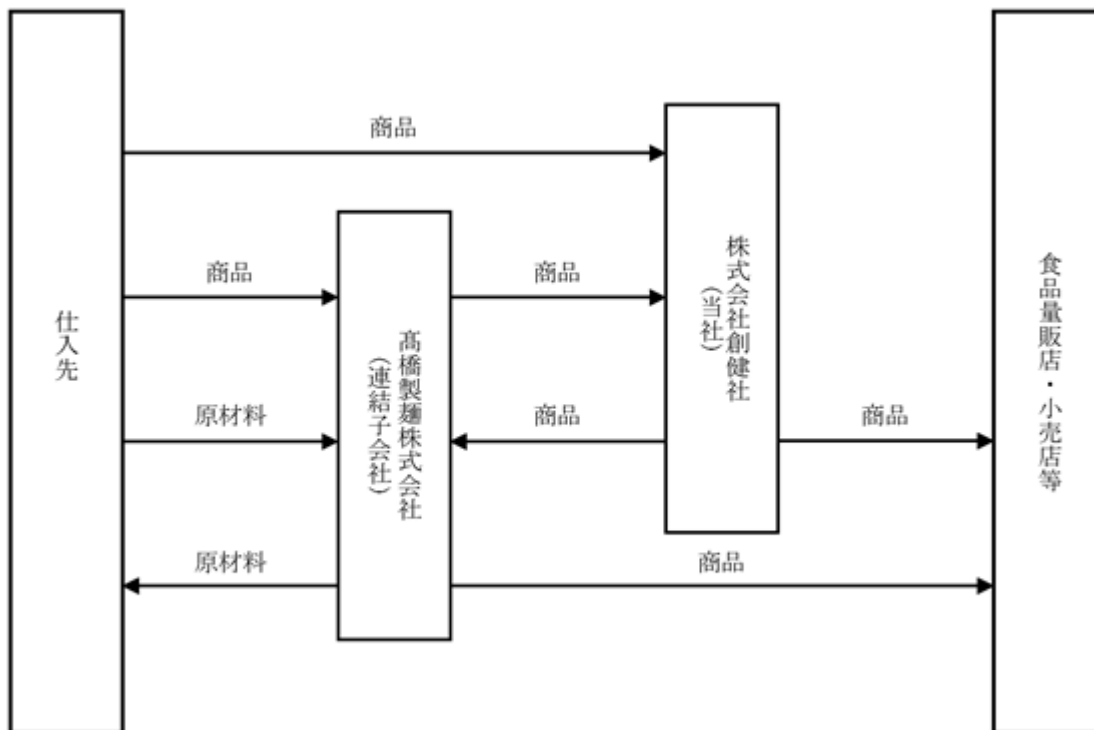 仕入先
商品
商品
原材料
原材料
髙橋製麺株式会社
(連結子会社)
商品
商品
商品
株式会社創健社
(当社)
商品
食品量販店・小売店等